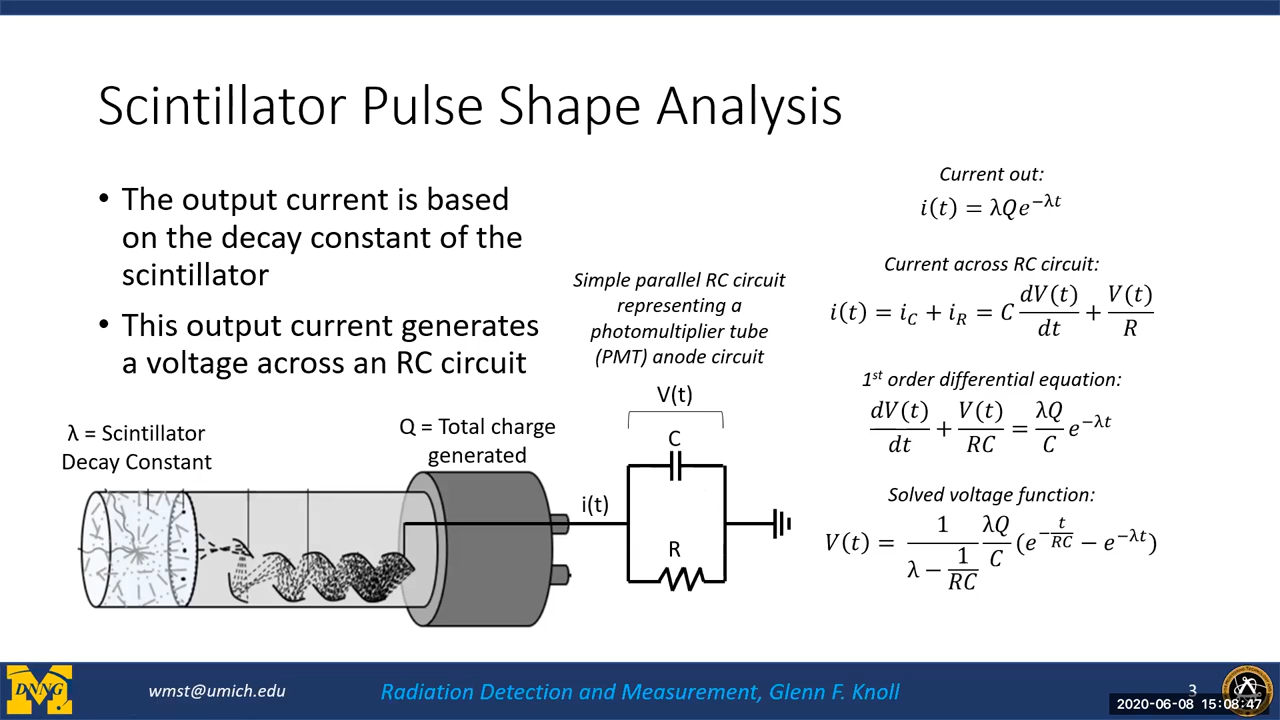 Scintillator Pulse Shape Analysis
• The output current is based
on the decay constant of the
scintillator
• This output current generates
a voltage across an RC circuit
λ = Scintillator
Decay Constant
Q = Total charge
generated
Simple parallel RC circuit
representing a
photomultiplier tube
(PMT) anode circuit
V(t)
C
i(t)
R
Current out:
i(t) = λQe^{−λt}
Current across RC circuit:
i(t) = i_C + i_R = C dV(t)/dt + V(t)/R
1st order differential equation:
dV(t)/dt + V(t)/RC = λQ/C e^{−λt}
Solved voltage function:
V(t) = 1/(λ − 1/RC) λQ/C (e^{−t/RC} − e^{−λt})
DNNG
wmst@umich.edu
Radiation Detection and Measurement, Glenn F. Knoll
3
2020-06-08 15:08:47